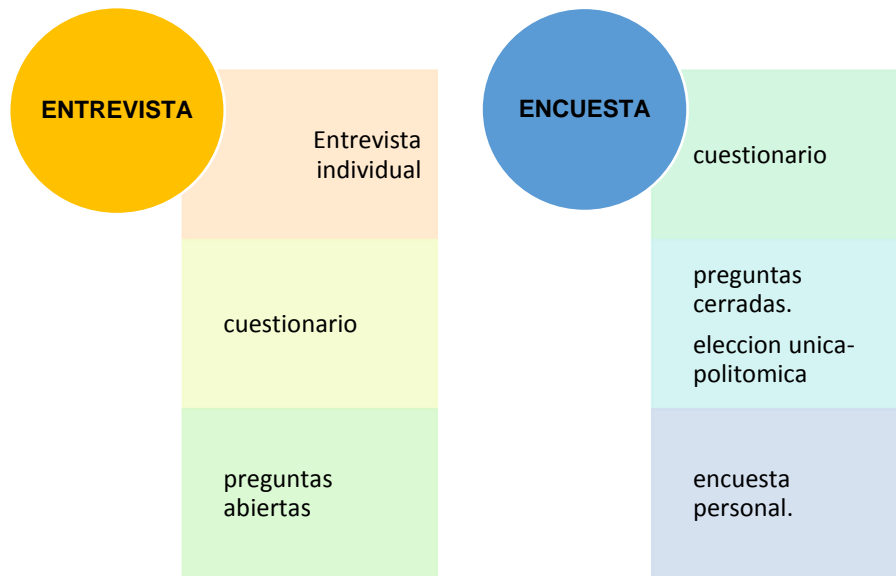 ENTREVISTA
Entrevista
individual
cuestionario
preguntas
abiertas
ENCUESTA
cuestionario
preguntas
cerradas.
eleccion unica-
politomica
encuesta
personal.